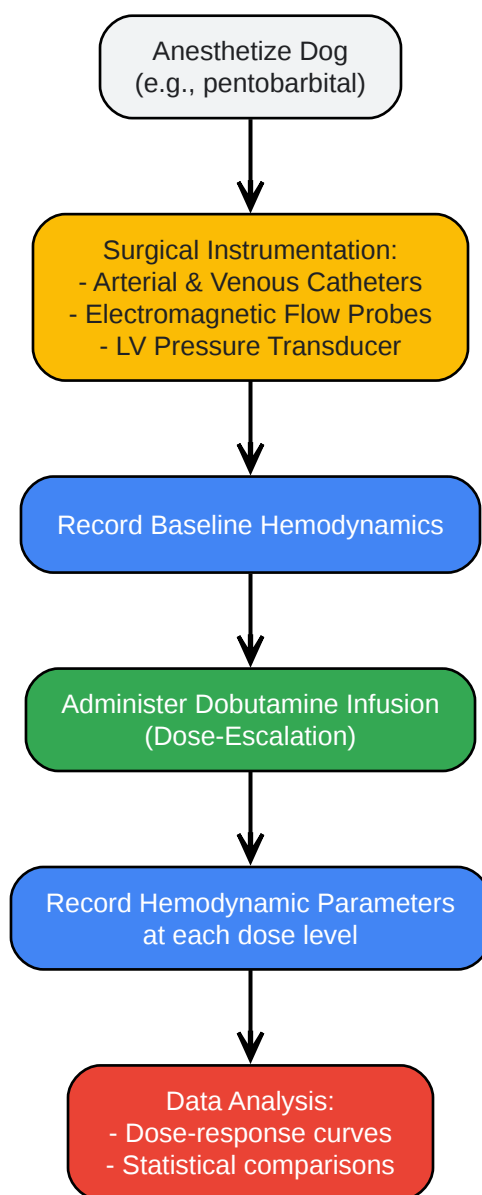 Anesthetize Dog
(e.g., pentobarbital)
Surgical Instrumentation:
- Arterial & Venous Catheters
- Electromagnetic Flow Probes
- LV Pressure Transducer
Record Baseline Hemodynamics
Administer Dobutamine Infusion
(Dose-Escalation)
Record Hemodynamic Parameters
at each dose level
Data Analysis:
- Dose-response curves
- Statistical comparisons